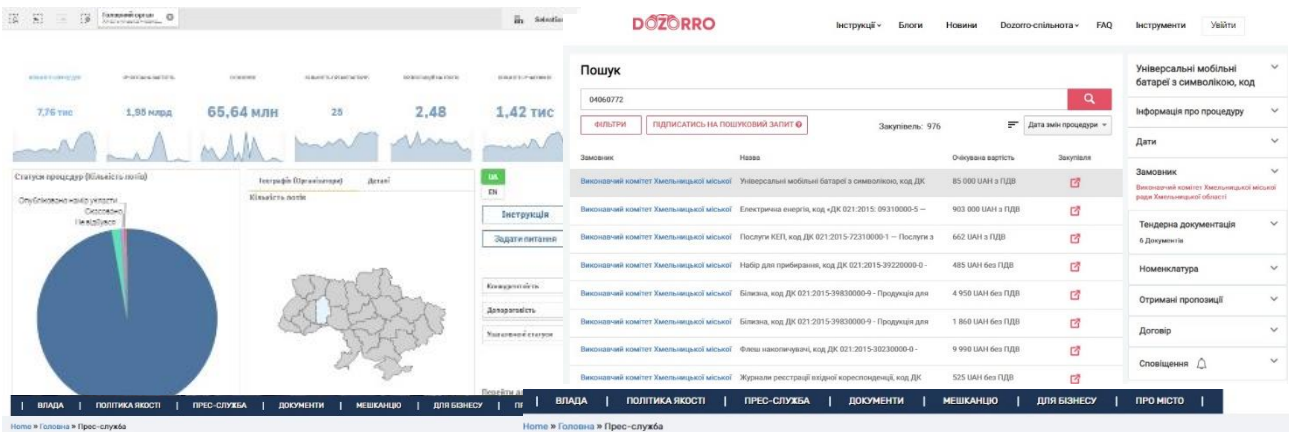 Головний орган
7,76 тис
1,95 млрд
65,64 млн
25
2,48
1,42 тис
Статуси процедур (Кількість лотів)
Опубліковано намір укласти
Скасовано
Не відбувся
Географія (Організатори)
Деталі
Кількість лотів
UA
EN
Інструкція
Задати питання
Конкурентність
Допорогівість
| ВЛАДА | ПОЛІТИКА ЯКОСТІ | ПРЕС-СЛУЖБА | ДОКУМЕНТИ | МЕШКАНЦЮ | ДЛЯ БІЗНЕСУ |
Home » Головна » Прес-служба
DOZORRO
Інструкції Блоги Новини Dozorro-спільнота FAQ Інструменти Увійти
Пошук
04060772
ФІЛЬТРИ ПІДПИСАТИСЬ НА ПОШУКОВИЙ ЗАПИТ Закупівель: 976 Дата змін процедури
Замовник Назва Очікувана вартість Закупівля
Виконавчий комітет Хмельницької міської Універсальні мобільні батареї з символікою, код ДК 85 000 UAH з ПДВ
Виконавчий комітет Хмельницької міської Електрична енергія, код «ДК 021:2015: 09310000-5 — 903 000 UAH з ПДВ
Виконавчий комітет Хмельницької міської Послуги КЕП, код ДК 021:2015-72310000-1 — Послуги з 662 UAH з ПДВ
Виконавчий комітет Хмельницької міської Набір для прибирання, код ДК 021:2015-39220000-0 - 485 UAH без ПДВ
Виконавчий комітет Хмельницької міської Білизна, код ДК 021:2015-39830000-9 - Продукція для 4 950 UAH без ПДВ
Виконавчий комітет Хмельницької міської Білизна, код ДК 021:2015-39830000-9 - Продукція для 1 860 UAH без ПДВ
Виконавчий комітет Хмельницької міської Флеш накопичувачі, код ДК 021:2015-30230000-0 - 9 990 UAH без ПДВ
Виконавчий комітет Хмельницької міської Журнали реєстрації вхідної кореспонденції, код ДК 525 UAH без ПДВ
Універсальні мобільні батареї з символікою, код
Інформація про процедуру
Дати
Замовник
Виконавчий комітет Хмельницької міської ради Хмельницької області
Тендерна документація
6 Документів
Номенклатура
Отримані пропозиції
Договір
Сповіщення
| ВЛАДА | ПОЛІТИКА ЯКОСТІ | ПРЕС-СЛУЖБА | ДОКУМЕНТИ | МЕШКАНЦЮ | ДЛЯ БІЗНЕСУ | ПРО МІСТО |
Home » Головна » Прес-служба